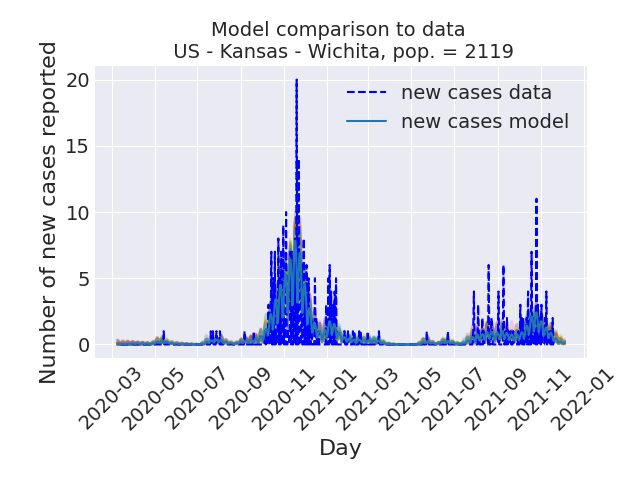 Model comparison to data
US - Kansas - Wichita, pop. = 2119
Number of new cases reported
20
15
10
5
0
new cases data
new cases model
2020-03
2020-05
2020-07
2020-09
2020-11
2021-01
2021-03
2021-05
2021-07
2021-09
2021-11
2022-01
Day